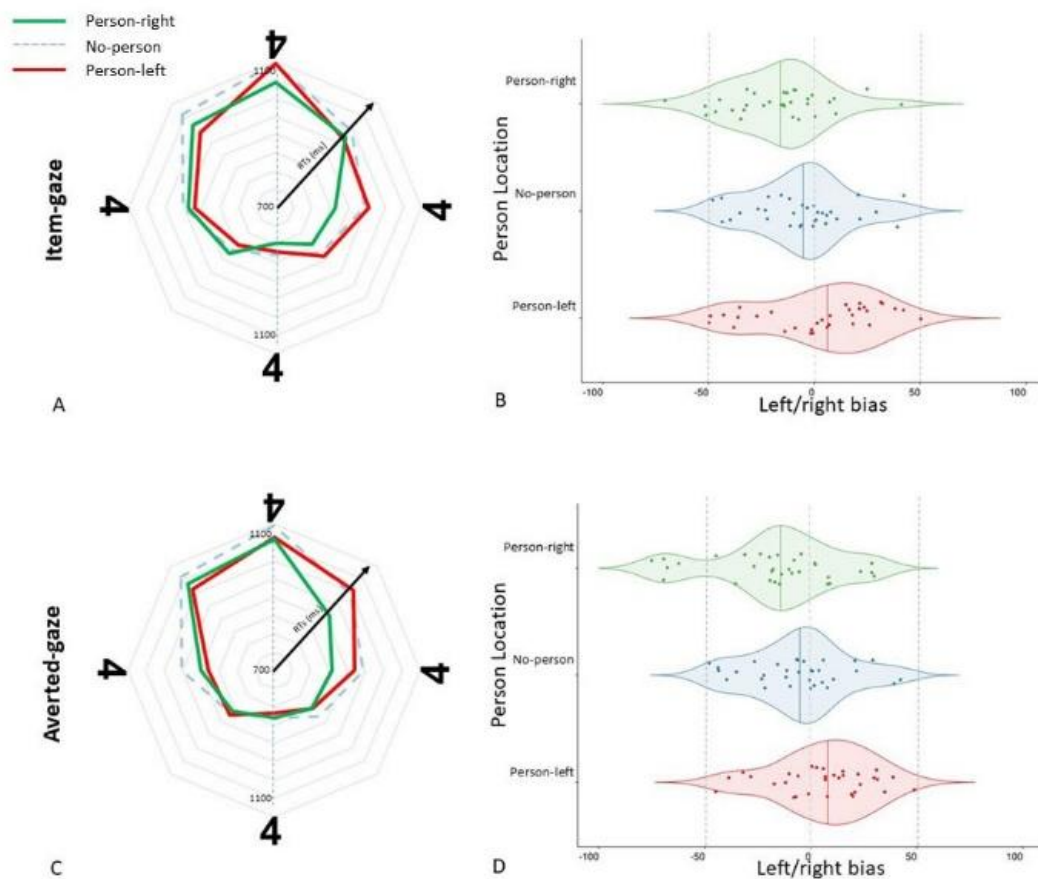 Person-right
No-person
Person-left
4
1100
RTs (ms)
Item-gaze
4
700
4
1100
4
A
Person Location
Person-right
No-person
Person-left
-100
-50
0
50
100
B
Left/right bias
4
1100
RTs (ms)
Averted-gaze
4
700
4
1100
4
C
Person Location
Person-right
No-person
Person-left
-100
-50
0
50
100
D
Left/right bias